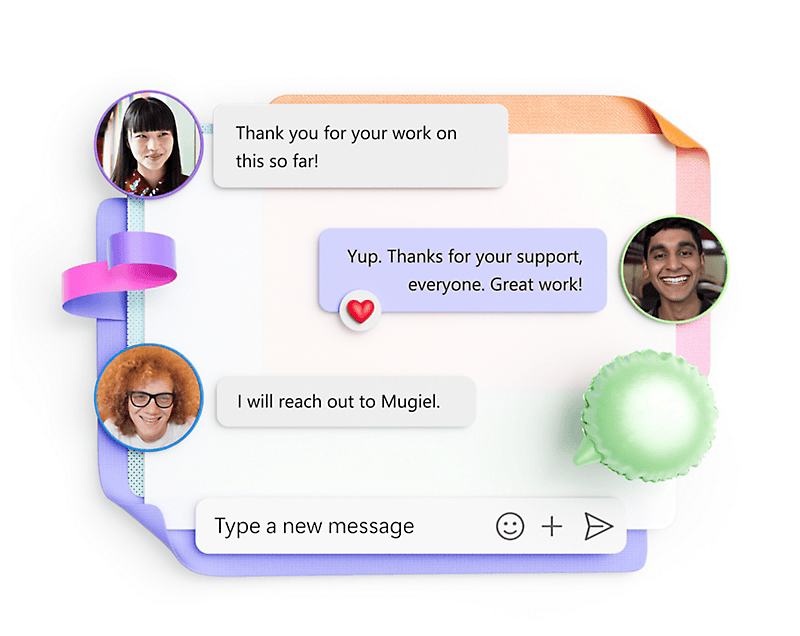 Thank you for your work on
this so far!
Yup. Thanks for your support,
everyone. Great work!
I will reach out to Mugiel.
Type a new message